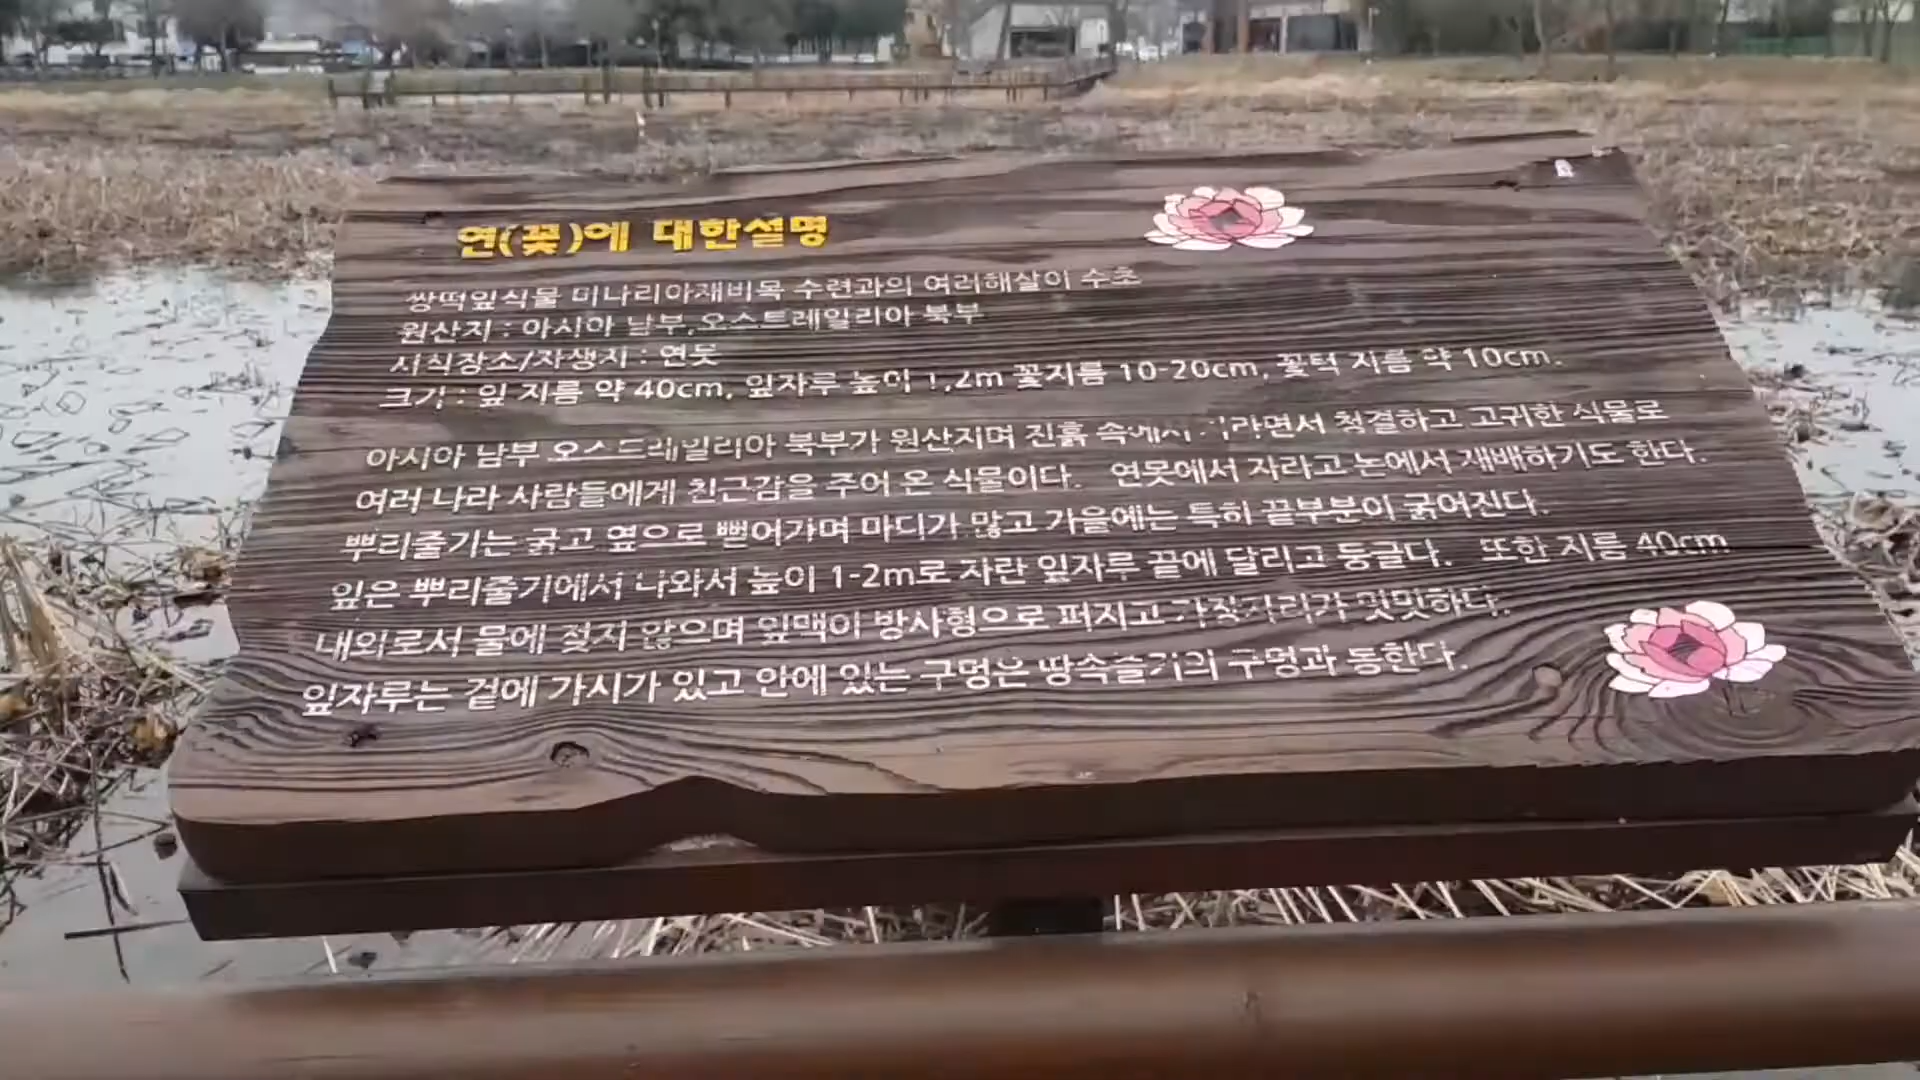 연(꽃)에 대한설명
쌍떡잎식물 미나리아재비목 수련과의 여러해살이 수초
원산지 : 아시아 남부,오스트레일리아 북부
서식장소/자생지 : 연못
크기 : 잎 지름 약 40cm, 잎자루 높이 1,2m 꽃지름 10-20cm, 꽃턱 지름 약 10cm.
아시아 남부 오스트레일리아 북부가 원산지며 진흙 속에서 자라면서 청결하고 고귀한 식물로
여러 나라 사람들에게 친근감을 주어 온 식물이다. 연못에서 자라고 논에서 재배하기도 한다.
뿌리줄기는 굵고 옆으로 뻗어가며 마디가 많고 가을에는 특히 끝부분이 굵어진다.
잎은 뿌리줄기에서 나와서 높이 1-2m로 자란 잎자루 끝에 달리고 둥글다. 또한 지름 40cm
내외로서 물에 젖지 않으며 잎맥이 방사형으로 퍼지고 가장자리가 밋밋하다.
잎자루는 겉에 가시가 있고 안에 있는 구멍은 땅속줄기의 구멍과 통한다.